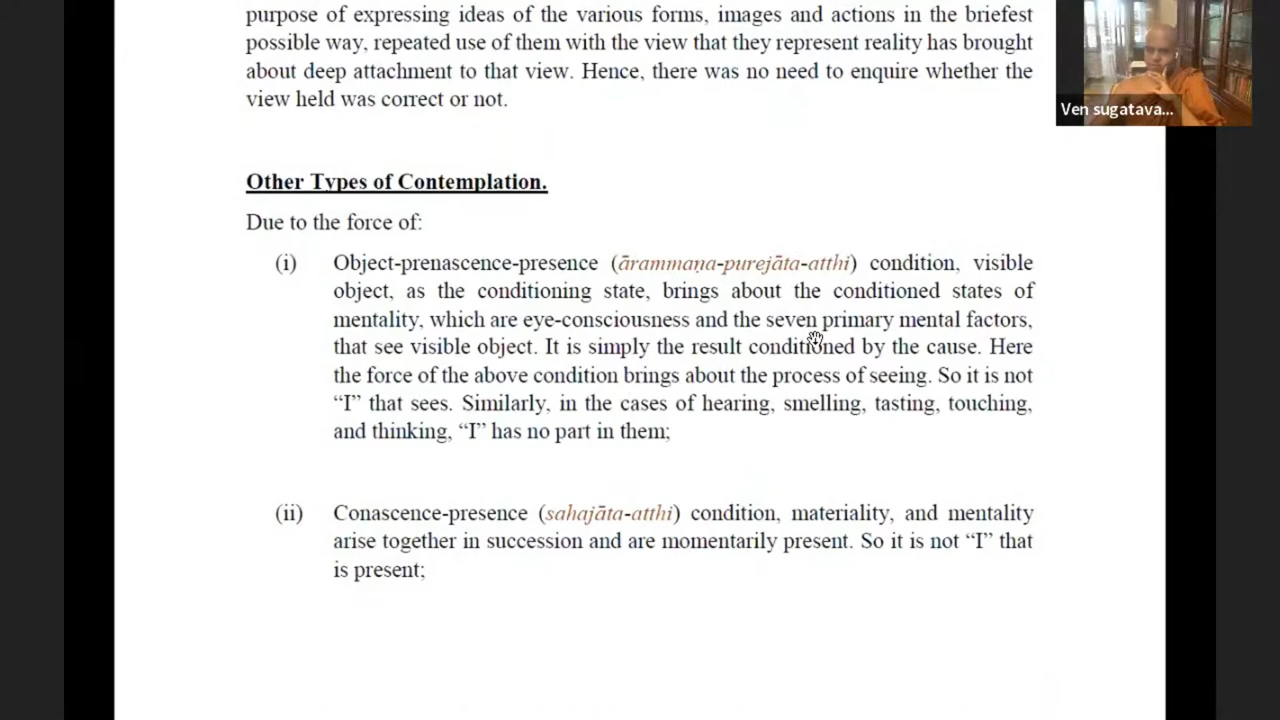 purpose of expressing ideas of the various forms, images and actions in the briefest
possible way, repeated use of them with the view that they represent reality has brought
about deep attachment to that view. Hence, there was no need to enquire whether the
view held was correct or not.
Ven sugatava...
Other Types of Contemplation.
Due to the force of:
(i) Object-prenascence-presence (ārammaṇa-purejāta-atthi) condition, visible
object, as the conditioning state, brings about the conditioned states of
mentality, which are eye-consciousness and the seven primary mental factors,
that see visible object. It is simply the result conditioned by the cause. Here
the force of the above condition brings about the process of seeing. So it is not
“I” that sees. Similarly, in the cases of hearing, smelling, tasting, touching,
and thinking, “I” has no part in them;
(ii) Conascence-presence (sahajāta-atthi) condition, materiality, and mentality
arise together in succession and are momentarily present. So it is not “I” that
is present;